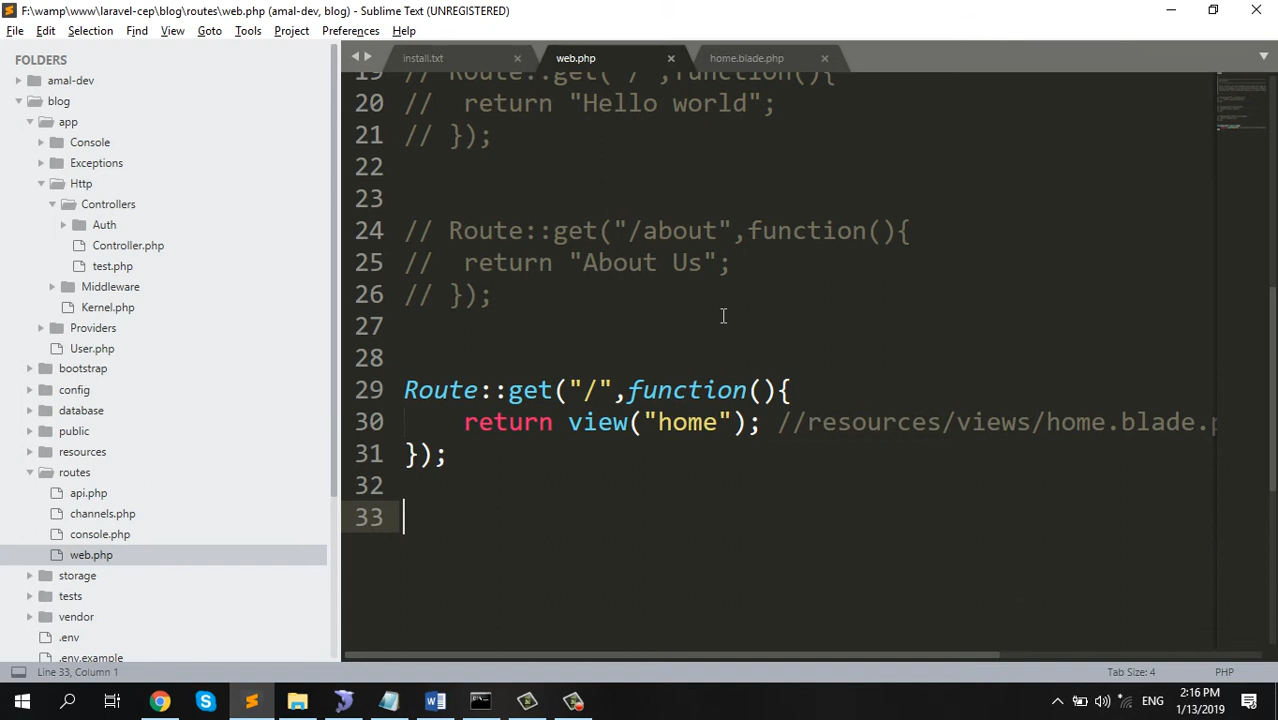 F:\wamp\www\laravel-cep\blog\routes\web.php (amal-dev, blog) - Sublime Text (UNREGISTERED)
File Edit Selection Find View Goto Tools Project Preferences Help
FOLDERS
amal-dev
blog
app
Console
Exceptions
Http
Controllers
Auth
Controller.php
test.php
Middleware
Kernel.php
Providers
User.php
bootstrap
config
database
public
resources
routes
api.php
channels.php
console.php
web.php
storage
tests
vendor
.env
.env.example
install.txt web.php home.blade.php
19 // Route::get("/",function(){
20 //  return "Hello world";
21 // });
22
23
24 // Route::get("/about",function(){
25 //  return "About Us";
26 // });
27
28
29 Route::get("/",function(){
30     return view("home"); //resources/views/home.blade.p
31 });
32
33
Line 33, Column 1 Tab Size: 4 PHP
ENG 2:16 PM
1/13/2019